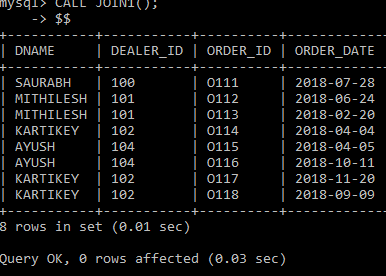 mysql> CALL JOIN1();
    -> $$
+-----------+-----------+----------+------------+
| DNAME     | DEALER_ID | ORDER_ID | ORDER_DATE |
+-----------+-----------+----------+------------+
| SAURABH   | 100       | O111     | 2018-07-28 |
| MITHILESH | 101       | O112     | 2018-06-24 |
| MITHILESH | 101       | O113     | 2018-02-20 |
| KARTIKEY  | 102       | O114     | 2018-04-04 |
| AYUSH     | 104       | O115     | 2018-04-05 |
| AYUSH     | 104       | O116     | 2018-10-11 |
| KARTIKEY  | 102       | O117     | 2018-11-20 |
| KARTIKEY  | 102       | O118     | 2018-09-09 |
+-----------+-----------+----------+------------+
8 rows in set (0.01 sec)
Query OK, 0 rows affected (0.03 sec)